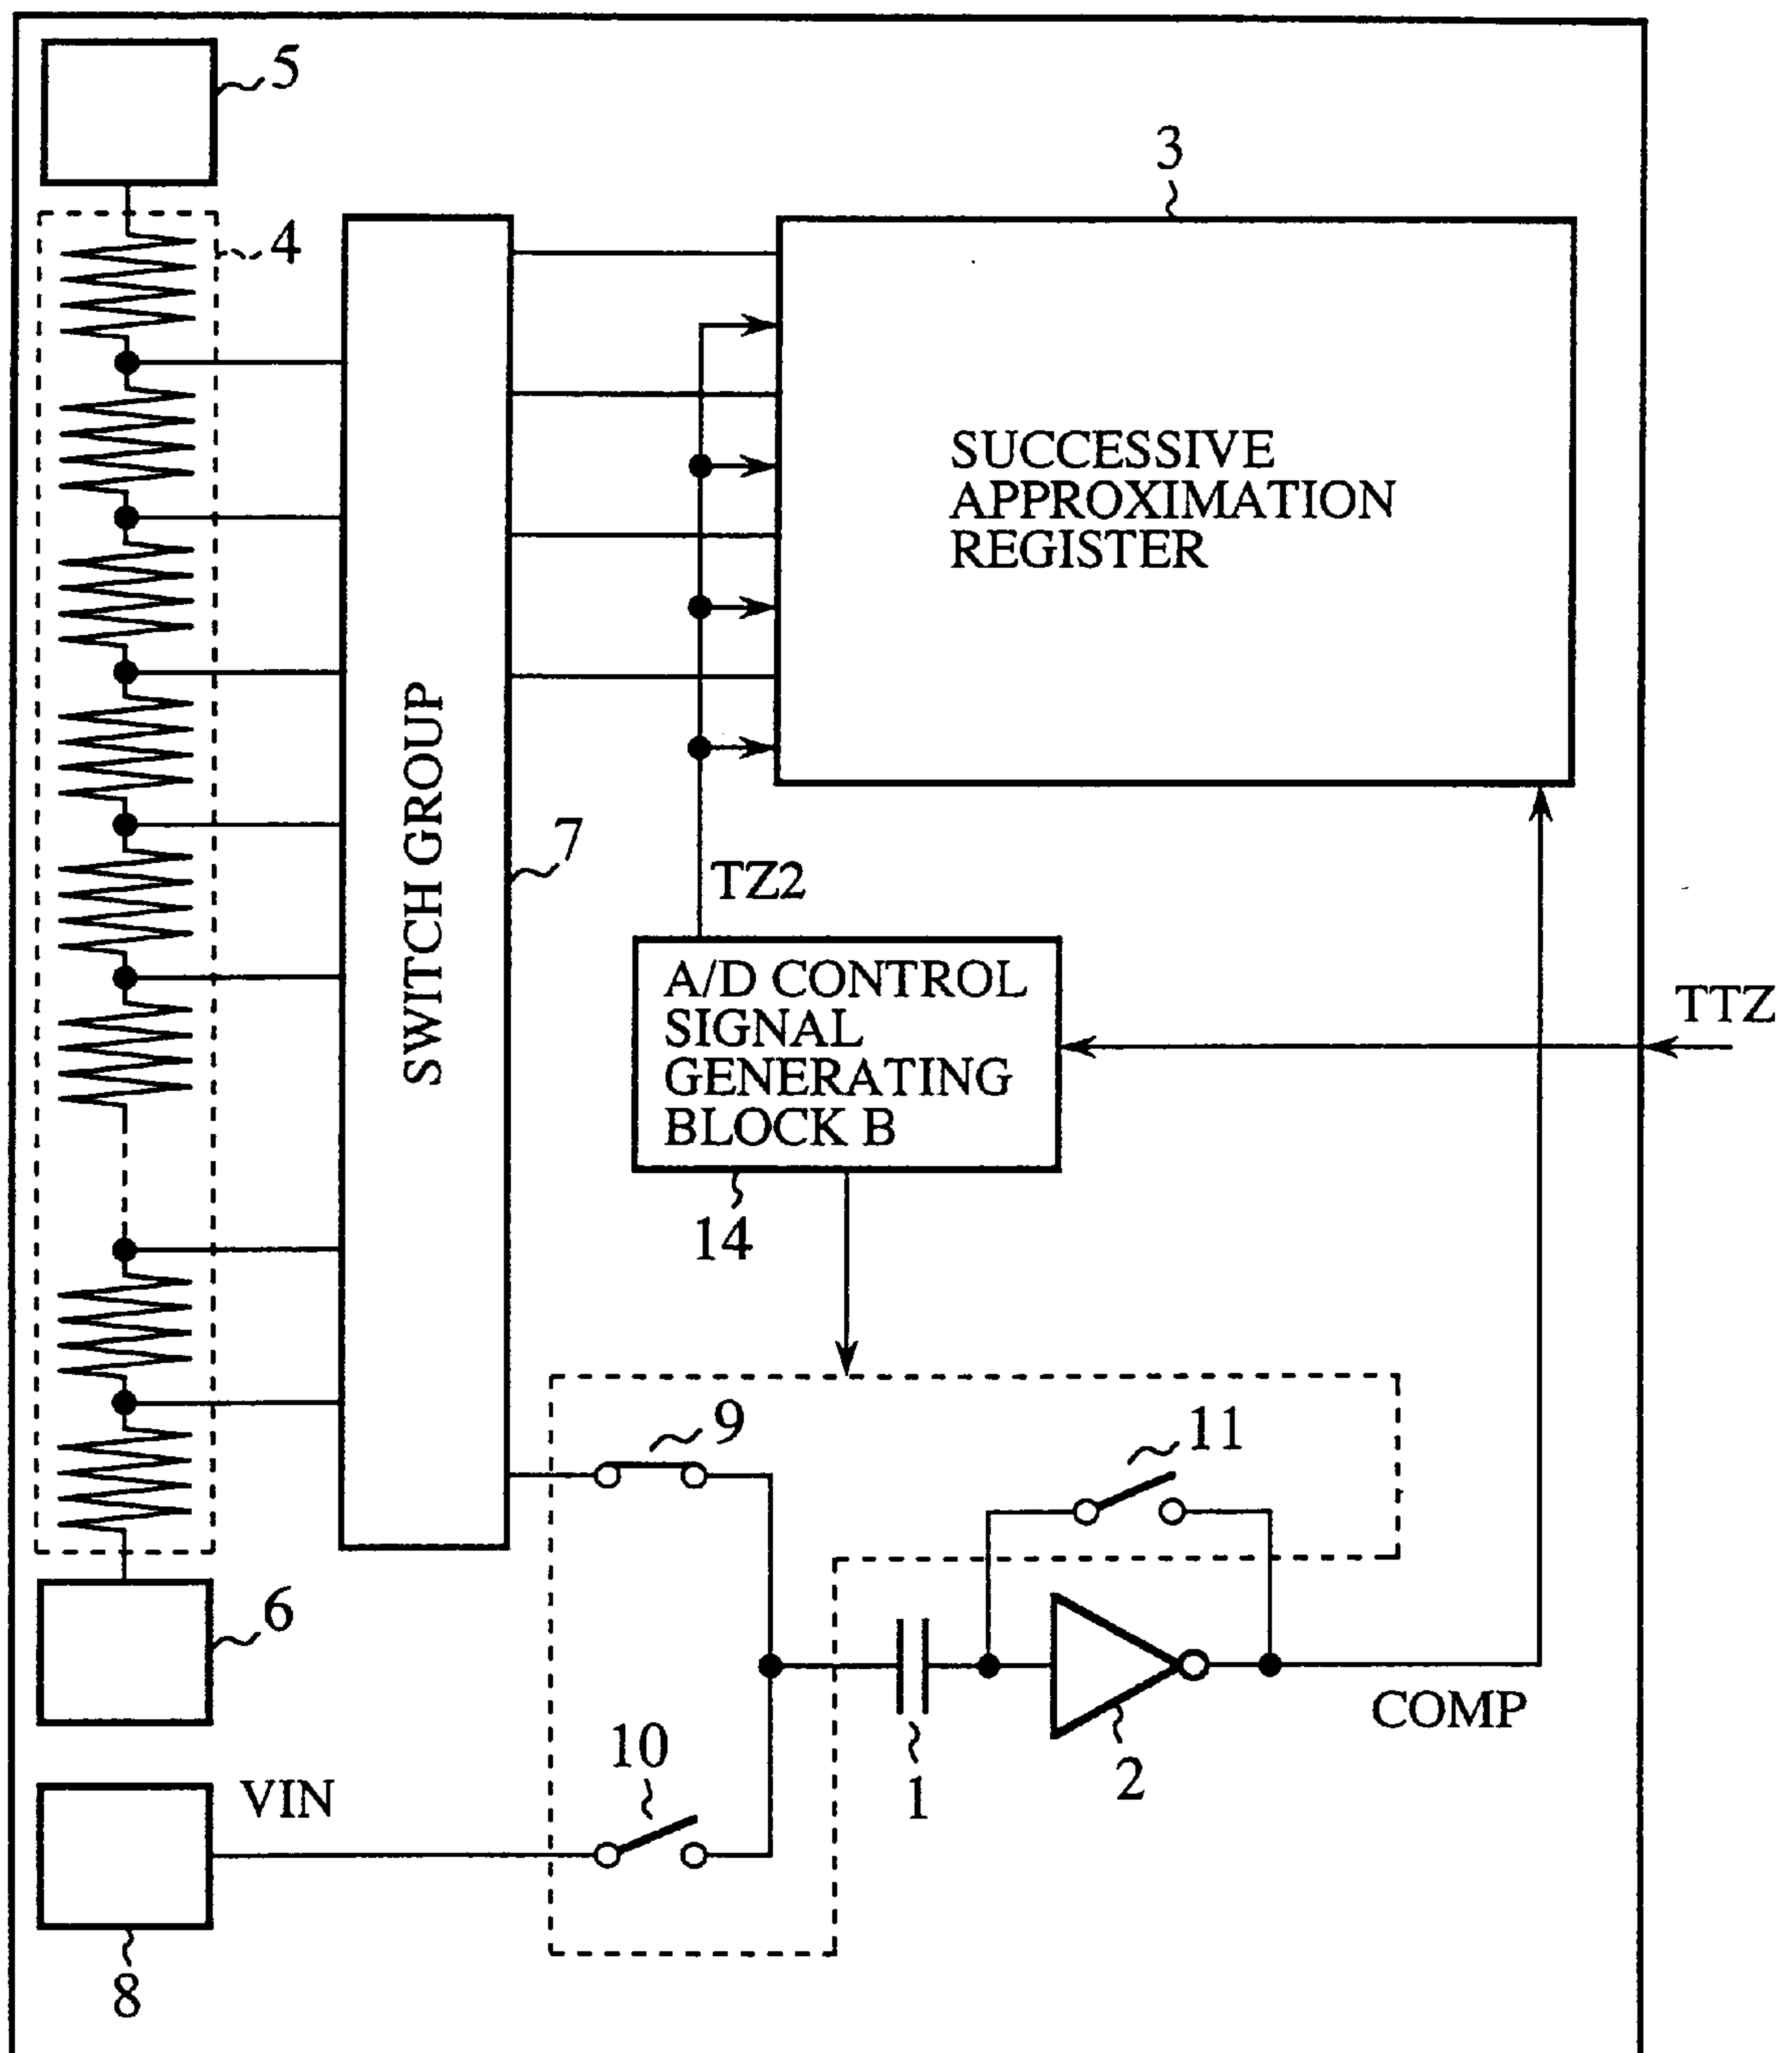 5
3
4
SUCCESSIVE
APPROXIMATION
REGISTER
SWITCH GROUP
7
TZ2
A/D CONTROL
SIGNAL
GENERATING
BLOCK B
TTZ
14
9
11
6
COMP
10
1
2
VIN
8